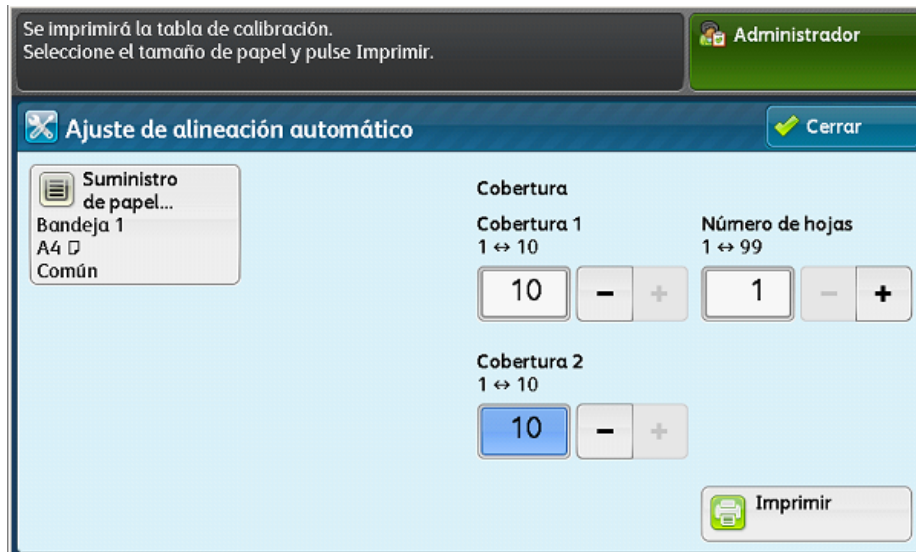 Se imprimirá la tabla de calibración.
Seleccione el tamaño de papel y pulse Imprimir.
Administrador
Ajuste de alineación automático
Cerrar
Suministro
de papel...
Bandeja 1
A4
Común
Cobertura
Cobertura 1
1 ↔ 10
10
− +
Número de hojas
1 ↔ 99
1
− +
Cobertura 2
1 ↔ 10
10
− +
Imprimir